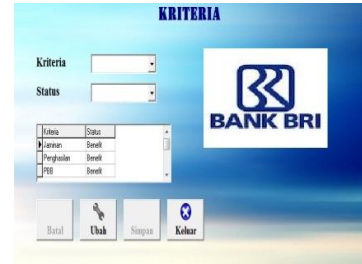 KRITERIA
Kriteria
Status
BANK BRI
Kriteria Status
Jaminan Benefit
Penghasilan Benefit
PBB Benefit
Batal Ubah Simpan Keluar